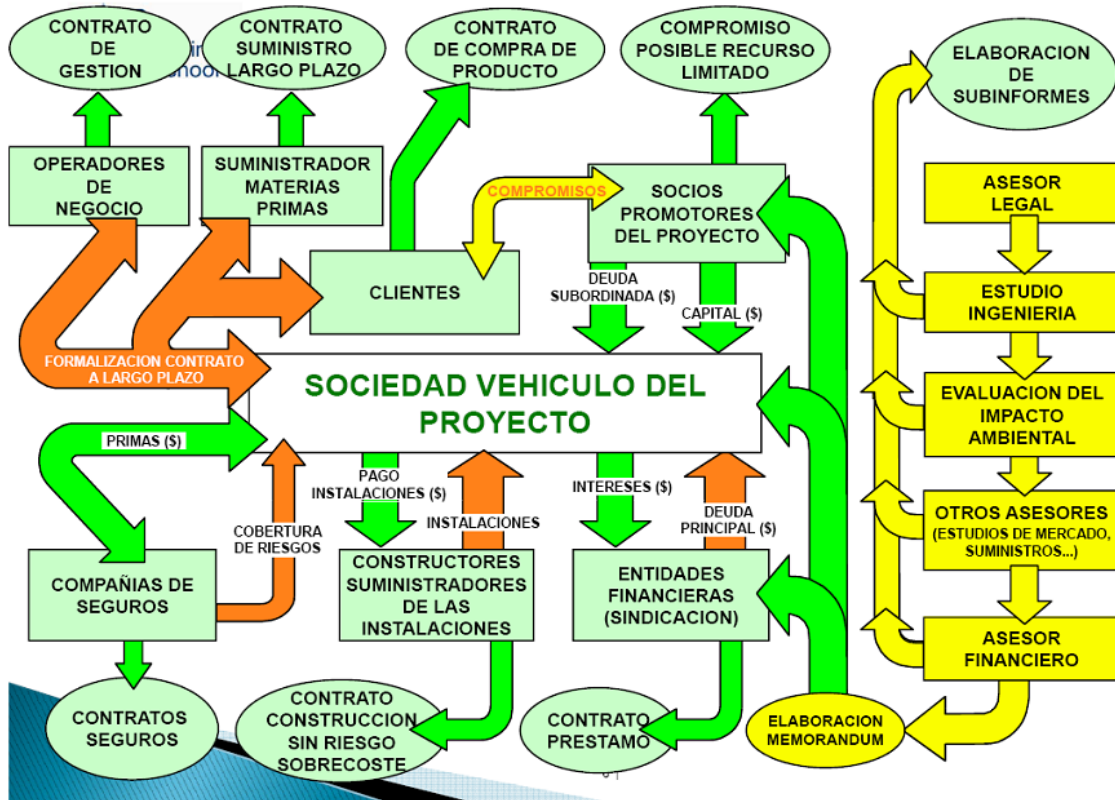 CONTRATO
DE
GESTION
CONTRATO
SUMINISTRO
LARGO PLAZO
CONTRATO
DE COMPRA DE
PRODUCTO
COMPROMISO
POSIBLE RECURSO
LIMITADO
ELABORACION
DE
SUBINFORMES
OPERADORES
DE
NEGOCIO
SUMINISTRADOR
MATERIAS
PRIMAS
COMPROMISOS
SOCIOS
PROMOTORES
DEL PROYECTO
ASESOR
LEGAL
CLIENTES
DEUDA
SUBORDINADA ($)
CAPITAL ($)
ESTUDIO
INGENIERIA
FORMALIZACION CONTRATO
A LARGO PLAZO
SOCIEDAD VEHICULO DEL
PROYECTO
EVALUACION DEL
IMPACTO
AMBIENTAL
PRIMAS ($)
PAGO
INSTALACIONES ($)
INSTALACIONES
INTERESES ($)
DEUDA
PRINCIPAL ($)
COBERTURA
DE RIESGOS
OTROS ASESORES
(ESTUDIOS DE MERCADO,
SUMINISTROS...)
COMPAÑIAS DE
SEGUROS
CONSTRUCTORES
SUMINISTRADORES
DE LAS
INSTALACIONES
ENTIDADES
FINANCIERAS
(SINDICACION)
ASESOR
FINANCIERO
CONTRATOS
SEGUROS
CONTRATO
CONSTRUCCION
SIN RIESGO
SOBRECOSTE
CONTRATO
PRESTAMO
ELABORACION
MEMORANDUM